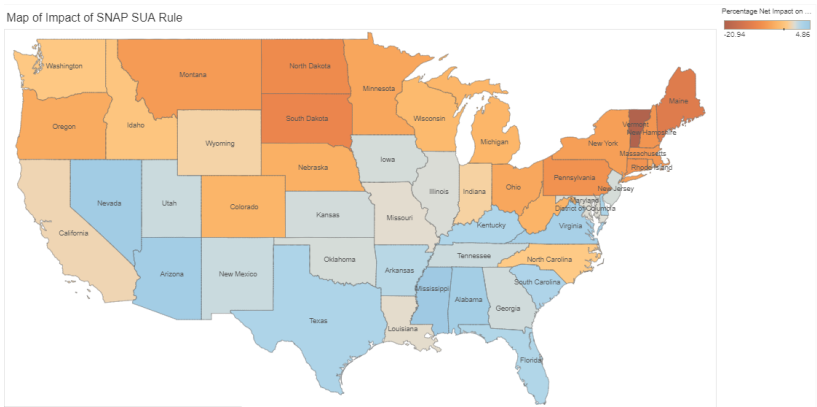 Map of Impact of SNAP SUA Rule
Percentage Net Impact on ...
-20.94 4.86
Washington
Montana
North Dakota
Minnesota
Maine
Oregon
Idaho
South Dakota
Wisconsin
Vermont
New Hampshire
Wyoming
Michigan
New York
Massachusetts
Iowa
Nebraska
Rhode Island
Pennsylvania
New Jersey
Nevada
Utah
Colorado
Illinois
Indiana
Ohio
Maryland
District of Columbia
California
Kansas
Missouri
Kentucky
Virginia
Arizona
New Mexico
Oklahoma
Arkansas
Tennessee
North Carolina
South Carolina
Mississippi
Alabama
Georgia
Texas
Louisiana
Florida